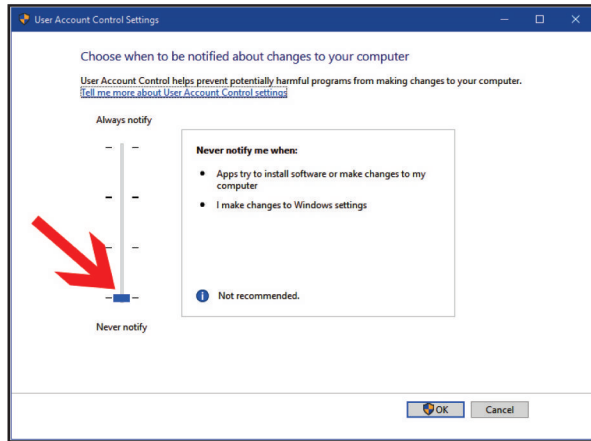 User Account Control Settings
Choose when to be notified about changes to your computer
User Account Control helps prevent potentially harmful programs from making changes to your computer.
Tell me more about User Account Control settings
Always notify
Never notify me when:
• Apps try to install software or make changes to my
computer
• I make changes to Windows settings
Not recommended.
Never notify
OK
Cancel